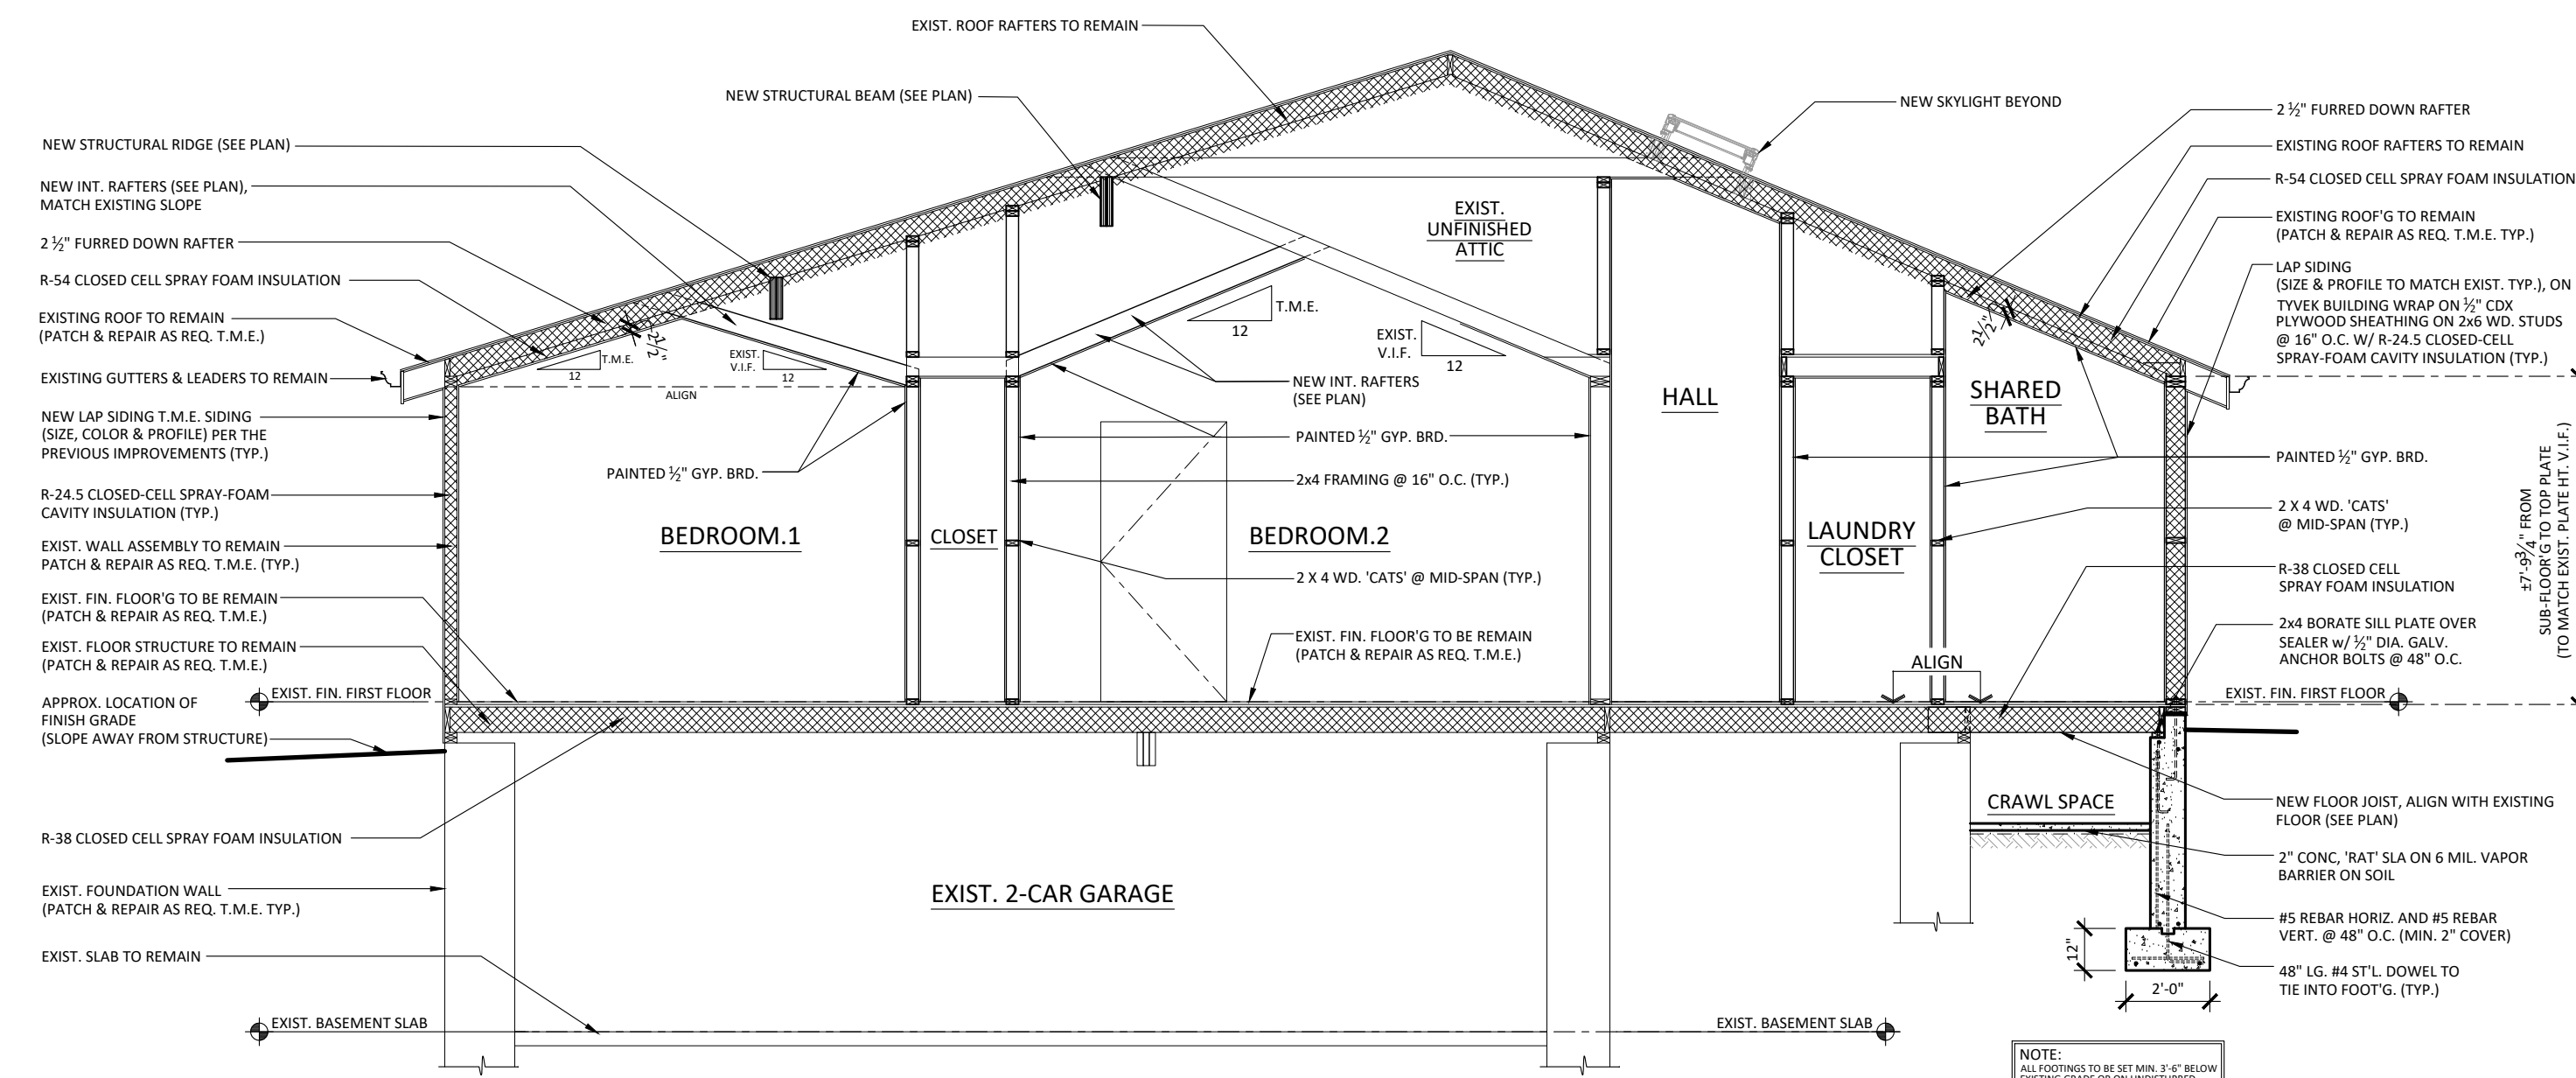 EXIST. ROOF RAFTERS TO REMAIN
NEW STRUCTURAL BEAM (SEE PLAN)
NEW SKYLIGHT BEYOND
NEW STRUCTURAL RIDGE (SEE PLAN)
NEW INT. RAFTERS (SEE PLAN),
MATCH EXISTING SLOPE
2 ½" FURRED DOWN RAFTER
R-54 CLOSED CELL SPRAY FOAM INSULATION
EXISTING ROOF TO REMAIN
(PATCH & REPAIR AS REQ. T.M.E.)
EXISTING GUTTERS & LEADERS TO REMAIN
NEW LAP SIDING T.M.E. SIDING
(SIZE, COLOR & PROFILE) PER THE
PREVIOUS IMPROVEMENTS (TYP.)
R-24.5 CLOSED-CELL SPRAY-FOAM
CAVITY INSULATION (TYP.)
EXIST. WALL ASSEMBLY TO REMAIN
PATCH & REPAIR AS REQ. T.M.E. (TYP.)
EXIST. FIN. FLOOR'G TO BE REMAIN
(PATCH & REPAIR AS REQ. T.M.E.)
EXIST. FLOOR STRUCTURE TO REMAIN
(PATCH & REPAIR AS REQ. T.M.E.)
APPROX. LOCATION OF
FINISH GRADE
(SLOPE AWAY FROM STRUCTURE)
R-38 CLOSED CELL SPRAY FOAM INSULATION
EXIST. FOUNDATION WALL
(PATCH & REPAIR AS REQ. T.M.E. TYP.)
EXIST. SLAB TO REMAIN
EXIST. FIN. FIRST FLOOR
EXIST. BASEMENT SLAB
2 ½"
T.M.E.
12
EXIST.
V.I.F.
12
ALIGN
PAINTED ½" GYP. BRD.
BEDROOM.1
CLOSET
EXIST.
UNFINISHED
ATTIC
T.M.E.
12
EXIST.
V.I.F.
12
NEW INT. RAFTERS
(SEE PLAN)
PAINTED ½" GYP. BRD.
2x4 FRAMING @ 16" O.C. (TYP.)
BEDROOM.2
2 X 4 WD. 'CATS' @ MID-SPAN (TYP.)
EXIST. FIN. FLOOR'G TO BE REMAIN
(PATCH & REPAIR AS REQ. T.M.E.)
HALL
LAUNDRY
CLOSET
SHARED
BATH
2 ½"
ALIGN
EXIST. 2-CAR GARAGE
EXIST. BASEMENT SLAB
CRAWL SPACE
12"
2'-0"
2 ½" FURRED DOWN RAFTER
EXISTING ROOF RAFTERS TO REMAIN
R-54 CLOSED CELL SPRAY FOAM INSULATION
EXISTING ROOF'G TO REMAIN
(PATCH & REPAIR AS REQ. T.M.E. TYP.)
LAP SIDING
(SIZE & PROFILE TO MATCH EXIST. TYP.), ON
TYVEK BUILDING WRAP ON ½" CDX
PLYWOOD SHEATHING ON 2x6 WD. STUDS
@ 16" O.C. W/ R-24.5 CLOSED-CELL
SPRAY-FOAM CAVITY INSULATION (TYP.)
PAINTED ½" GYP. BRD.
2 X 4 WD. 'CATS'
@ MID-SPAN (TYP.)
R-38 CLOSED CELL
SPRAY FOAM INSULATION
2x4 BORATE SILL PLATE OVER
SEALER w/ ½" DIA. GALV.
ANCHOR BOLTS @ 48" O.C.
EXIST. FIN. FIRST FLOOR
±7'-9¾" FROM
SUB-FLOOR'G TO TOP PLATE
(TO MATCH EXIST. PLATE HT. V.I.F.)
NEW FLOOR JOIST, ALIGN WITH EXISTING
FLOOR (SEE PLAN)
2" CONC, 'RAT' SLA ON 6 MIL. VAPOR
BARRIER ON SOIL
#5 REBAR HORIZ. AND #5 REBAR
VERT. @ 48" O.C. (MIN. 2" COVER)
48" LG. #4 ST'L. DOWEL TO
TIE INTO FOOT'G. (TYP.)
NOTE:
ALL FOOTINGS TO BE SET MIN. 3'-6" BELOW
EXISTING GRADE OR ON UNDISTURBED